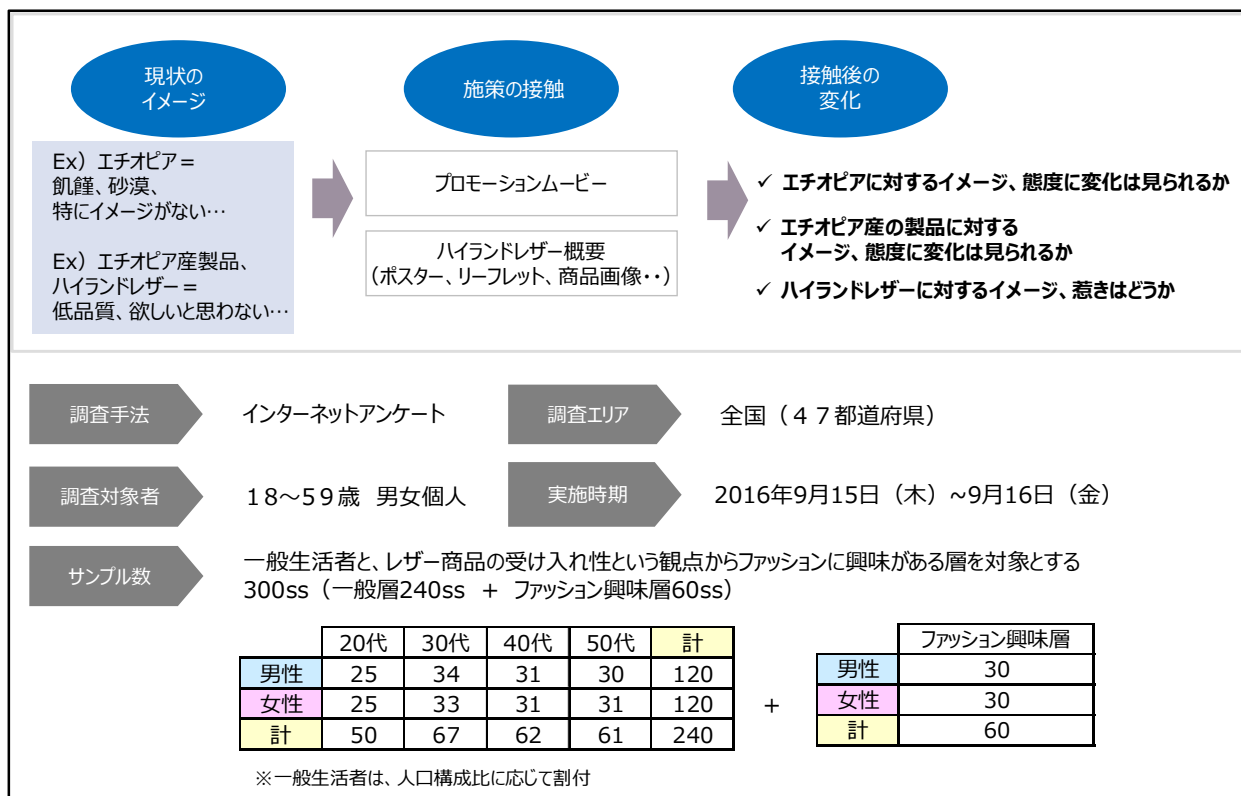 現状の
イメージ
施策の接触
接触後の
変化
Ex）エチオピア＝
飢饉、砂漠、
特にイメージがない…
Ex）エチオピア産製品、
ハイランドレザー＝
低品質、欲しいと思わない…
プロモーションムービー
ハイランドレザー概要
（ポスター、リーフレット、商品画像・・）
✓ エチオピアに対するイメージ、態度に変化は見られるか
✓ エチオピア産の製品に対する
イメージ、態度に変化は見られるか
✓ ハイランドレザーに対するイメージ、惹きはどうか
調査手法 インターネットアンケート 調査エリア 全国（４７都道府県）
調査対象者 １８～５９歳 男女個人 実施時期 2016年9月15日（木）~9月16日（金）
サンプル数
一般生活者と、レザー商品の受け入れ性という観点からファッションに興味がある層を対象とする
300ss（一般層240ss + ファッション興味層60ss）
20代 30代 40代 50代 計
男性 25 34 31 30 120
女性 25 33 31 31 120
計 50 67 62 61 240
+
ファッション興味層
男性 30
女性 30
計 60
※一般生活者は、人口構成比に応じて割付